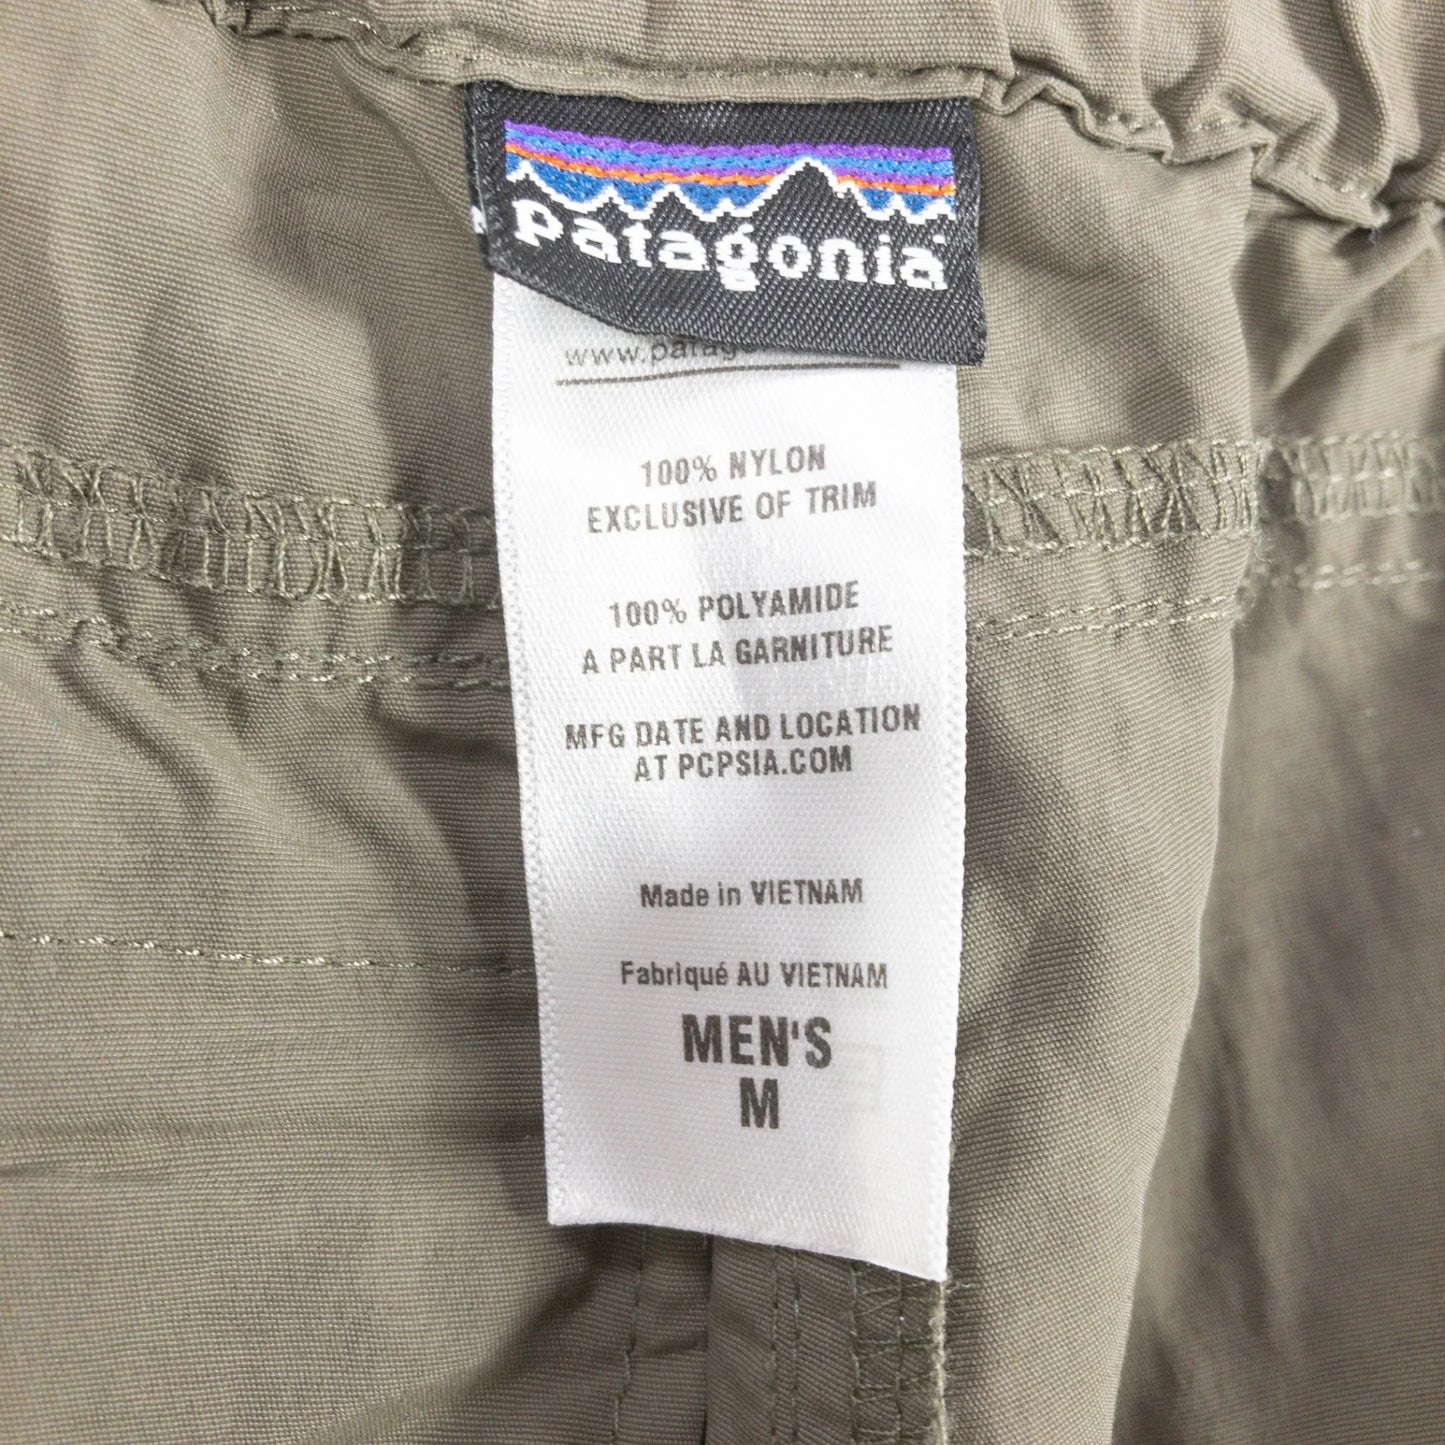 patagonia
www.patago
100% NYLON
EXCLUSIVE OF TRIM
100% POLYAMIDE
A PART LA GARNITURE
MFG DATE AND LOCATION
AT PCPSIA.COM
Made in VIETNAM
Fabriqué AU VIETNAM
MEN'S
M